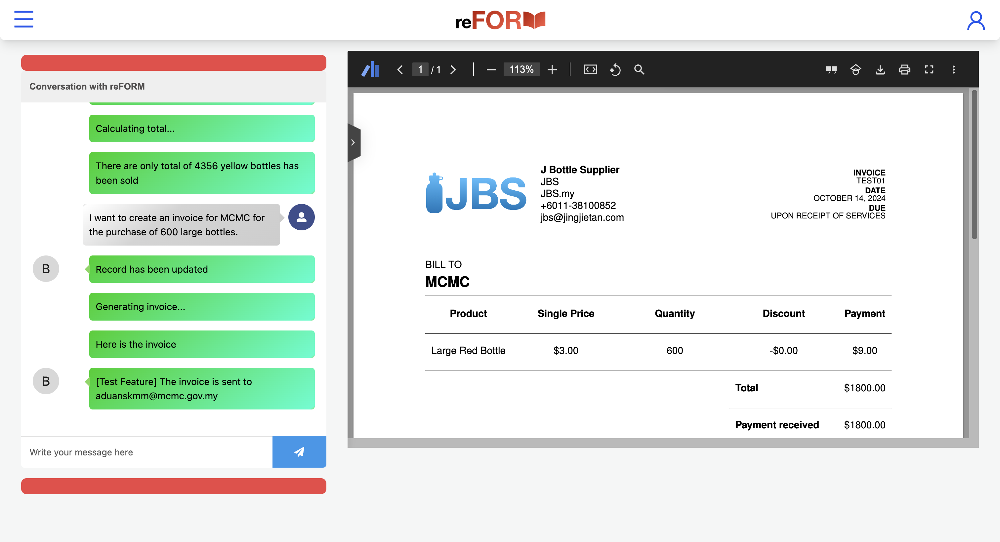 reFORM
Conversation with reFORM
Calculating total...
There are only total of 4356 yellow bottles has
been sold
I want to create an invoice for MCMC for
the purchase of 600 large bottles.
B
Record has been updated
Generating invoice...
Here is the invoice
B
[Test Feature] The invoice is sent to
aduanskmm@mcmc.gov.my
Write your message here
1 / 1
113%
JBS
J Bottle Supplier
JBS
JBS.my
+6011-38100852
jbs@jingjietan.com
INVOICE
TEST01
DATE
OCTOBER 14, 2024
DUE
UPON RECEIPT OF SERVICES
BILL TO
MCMC
Product Single Price Quantity Discount Payment
Large Red Bottle $3.00 600 -$0.00 $9.00
Total $1800.00
Payment received $1800.00